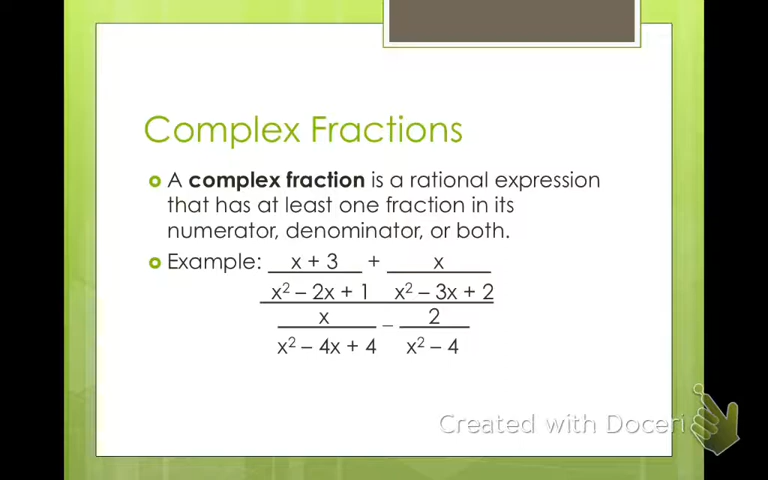 Complex Fractions
A complex fraction is a rational expression
that has at least one fraction in its
numerator, denominator, or both.
Example: x + 3 + x
x² – 2x + 1 x² – 3x + 2
x – 2
x² – 4x + 4 x² – 4
Created with Doceri